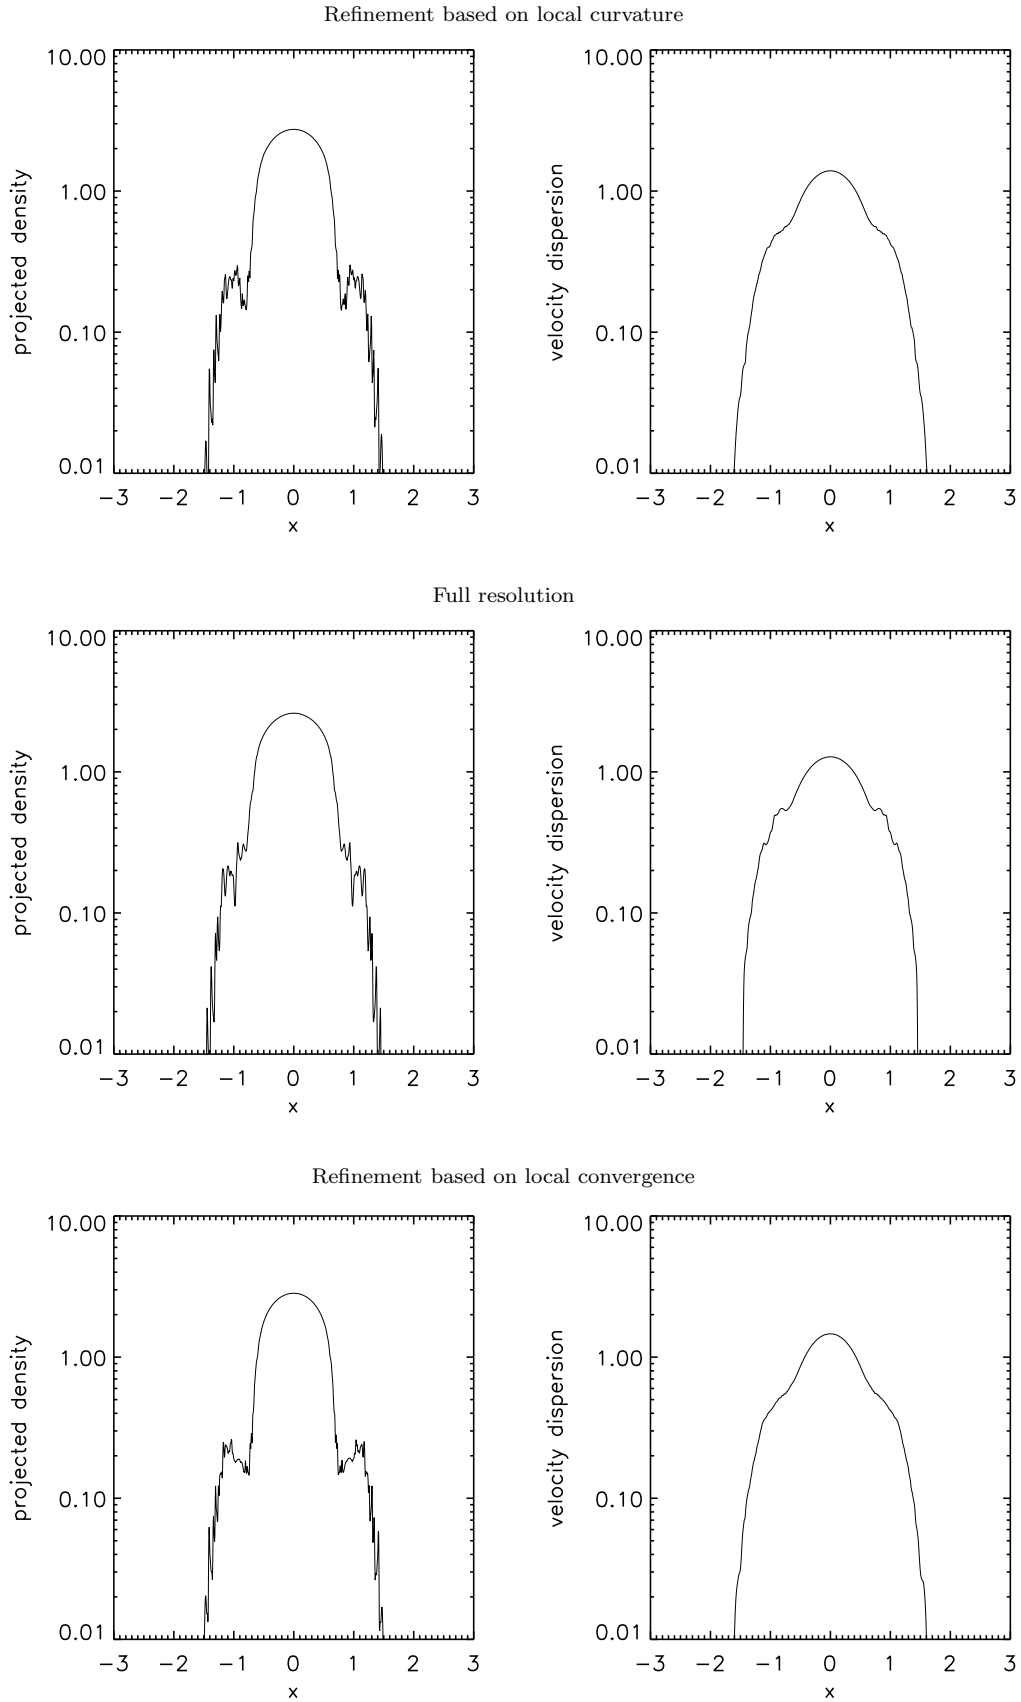 Refinement based on local curvature
10.00
1.00
0.10
0.01
projected density
−3 −2 −1 0 1 2 3
x
10.00
1.00
0.10
0.01
velocity dispersion
−3 −2 −1 0 1 2 3
x
Full resolution
10.00
1.00
0.10
0.01
projected density
−3 −2 −1 0 1 2 3
x
10.00
1.00
0.10
0.01
velocity dispersion
−3 −2 −1 0 1 2 3
x
Refinement based on local convergence
10.00
1.00
0.10
0.01
projected density
−3 −2 −1 0 1 2 3
x
10.00
1.00
0.10
0.01
velocity dispersion
−3 −2 −1 0 1 2 3
x